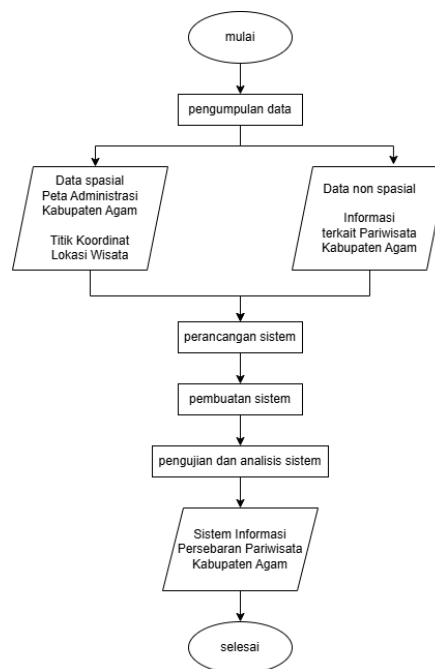 mulai
pengumpulan data
Data spasial
Peta Administrasi
Kabupaten Agam
Titik Koordinat
Lokasi Wisata
Data non spasial
Informasi
terkait Pariwisata
Kabupaten Agam
perancangan sistem
pembuatan sistem
pengujian dan analisis sistem
Sistem Informasi
Persebaran Pariwisata
Kabupaten Agam
selesai